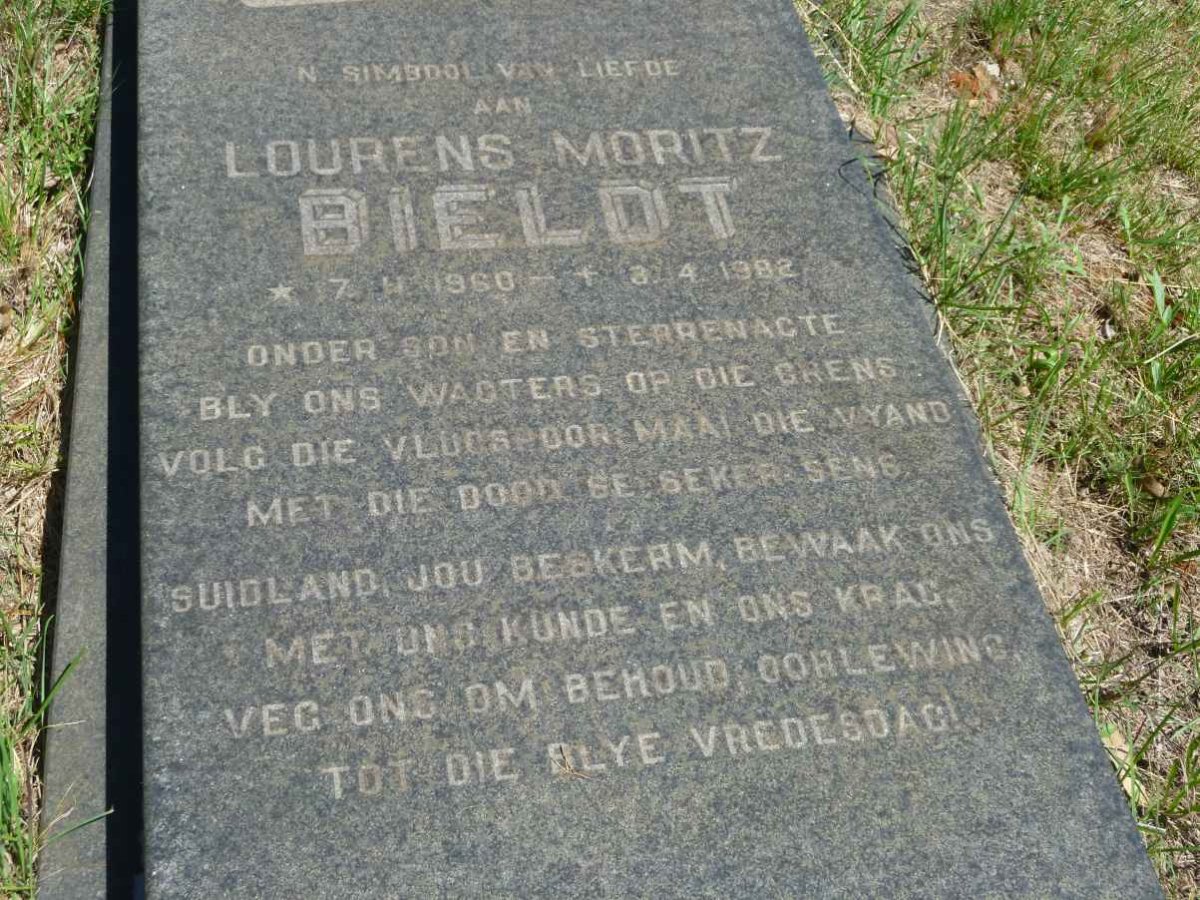 'N SIMBOOL VAN LIEFDE
AAN
LOURENS MORITZ
BIELDT
★ 7. 11. 1960 – † 3. 4. 1982
ONDER SON EN STERRENAGTE
BLY ONS WAGTERS OP DIE GRENS.
VOLG DIE VLUGSPOOR, MAAI DIE VYAND
MET DIE DOOD SE SEKER SENS.
SUIDLAND, JOU BESKERM, BEWAAK ONS
MET ONS KUNDE EN ONS KRAG,
VEG ONS OM BEHOUD, OORLEWING,
TOT DIE BLYE VREDESDAG!